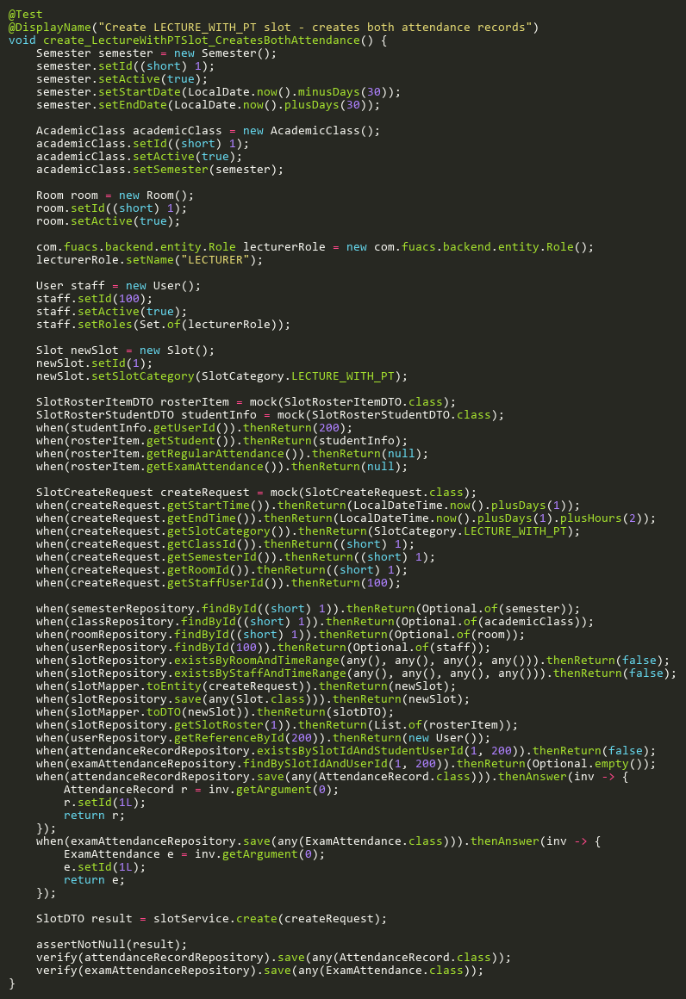 @Test
@DisplayName("Create LECTURE_WITH_PT slot - creates both attendance records")
void create_LectureWithPTSlot_CreatesBothAttendance() {
    Semester semester = new Semester();
    semester.setId((short) 1);
    semester.setActive(true);
    semester.setStartDate(LocalDate.now().minusDays(30));
    semester.setEndDate(LocalDate.now().plusDays(30));

    AcademicClass academicClass = new AcademicClass();
    academicClass.setId((short) 1);
    academicClass.setActive(true);
    academicClass.setSemester(semester);

    Room room = new Room();
    room.setId((short) 1);
    room.setActive(true);

    com.fuacs.backend.entity.Role lecturerRole = new com.fuacs.backend.entity.Role();
    lecturerRole.setName("LECTURER");

    User staff = new User();
    staff.setId(100);
    staff.setActive(true);
    staff.setRoles(Set.of(lecturerRole));

    Slot newSlot = new Slot();
    newSlot.setId(1);
    newSlot.setSlotCategory(SlotCategory.LECTURE_WITH_PT);

    SlotRosterItemDTO rosterItem = mock(SlotRosterItemDTO.class);
    SlotRosterStudentDTO studentInfo = mock(SlotRosterStudentDTO.class);
    when(studentInfo.getUserId()).thenReturn(200);
    when(rosterItem.getStudent()).thenReturn(studentInfo);
    when(rosterItem.getRegularAttendance()).thenReturn(null);
    when(rosterItem.getExamAttendance()).thenReturn(null);

    SlotCreateRequest createRequest = mock(SlotCreateRequest.class);
    when(createRequest.getStartTime()).thenReturn(LocalDateTime.now().plusDays(1));
    when(createRequest.getEndTime()).thenReturn(LocalDateTime.now().plusDays(1).plusHours(2));
    when(createRequest.getSlotCategory()).thenReturn(SlotCategory.LECTURE_WITH_PT);
    when(createRequest.getClassId()).thenReturn((short) 1);
    when(createRequest.getSemesterId()).thenReturn((short) 1);
    when(createRequest.getRoomId()).thenReturn((short) 1);
    when(createRequest.getStaffUserId()).thenReturn(100);

    when(semesterRepository.findById((short) 1)).thenReturn(Optional.of(semester));
    when(classRepository.findById((short) 1)).thenReturn(Optional.of(academicClass));
    when(roomRepository.findById((short) 1)).thenReturn(Optional.of(room));
    when(userRepository.findById(100)).thenReturn(Optional.of(staff));
    when(slotRepository.existsByRoomAndTimeRange(any(), any(), any(), any())).thenReturn(false);
    when(slotRepository.existsByStaffAndTimeRange(any(), any(), any(), any())).thenReturn(false);
    when(slotMapper.toEntity(createRequest)).thenReturn(newSlot);
    when(slotRepository.save(any(Slot.class))).thenReturn(newSlot);
    when(slotMapper.toDTO(newSlot)).thenReturn(slotDTO);
    when(slotRepository.getSlotRoster(1)).thenReturn(List.of(rosterItem));
    when(userRepository.getReferenceById(200)).thenReturn(new User());
    when(attendanceRecordRepository.existsBySlotIdAndStudentUserId(1, 200)).thenReturn(false);
    when(examAttendanceRepository.findBySlotIdAndUserId(1, 200)).thenReturn(Optional.empty());
    when(attendanceRecordRepository.save(any(AttendanceRecord.class))).thenAnswer(inv -> {
        AttendanceRecord r = inv.getArgument(0);
        r.setId(1L);
        return r;
    });
    when(examAttendanceRepository.save(any(ExamAttendance.class))).thenAnswer(inv -> {
        ExamAttendance e = inv.getArgument(0);
        e.setId(1L);
        return e;
    });

    SlotDTO result = slotService.create(createRequest);

    assertNotNull(result);
    verify(attendanceRecordRepository).save(any(AttendanceRecord.class));
    verify(examAttendanceRepository).save(any(ExamAttendance.class));
}